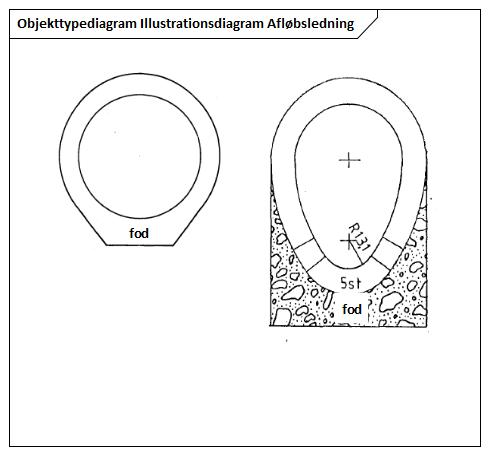 Objekttypediagram Illustrationsdiagram Afløbsledning
fod
R131
5st
fod